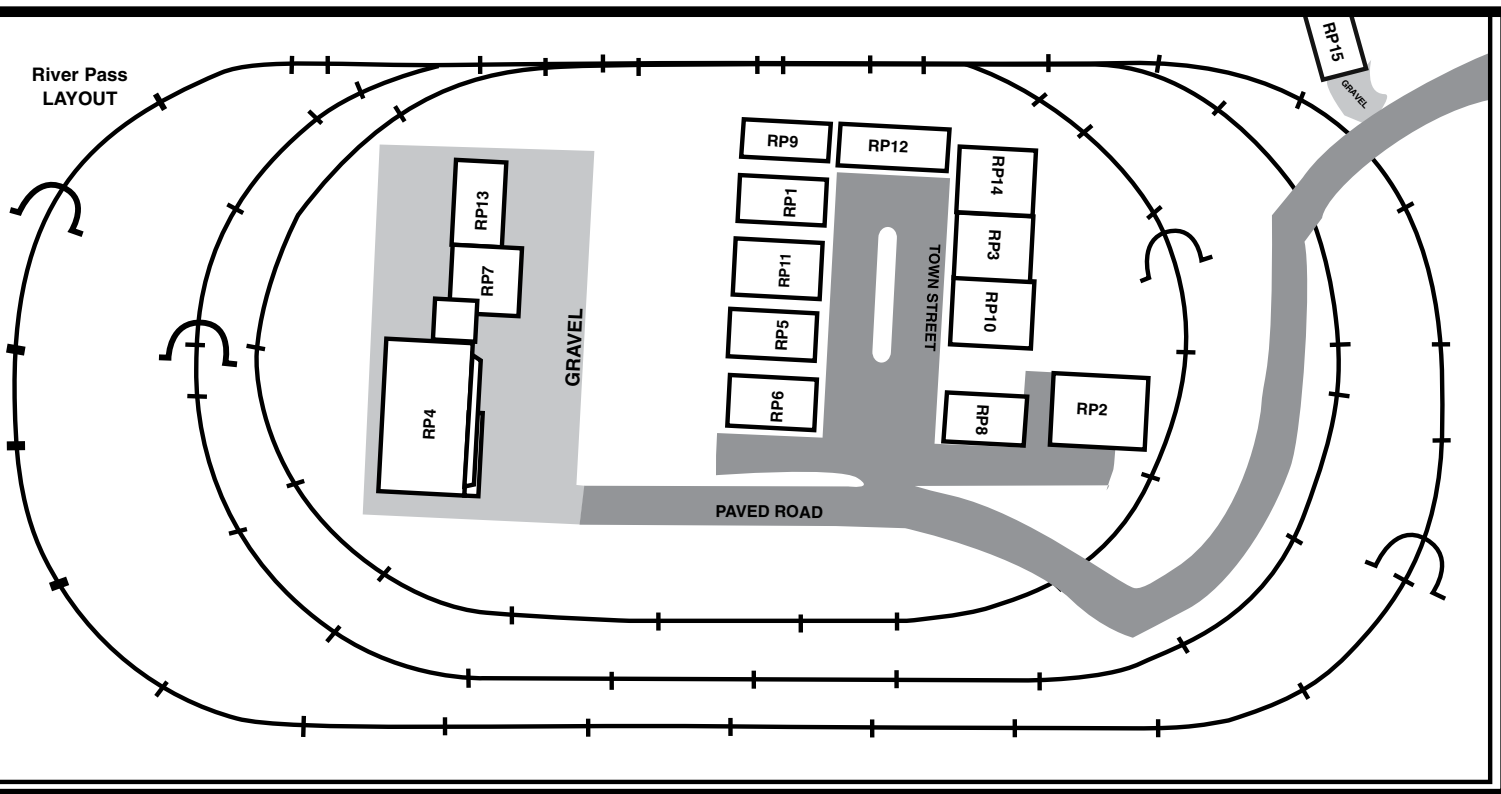 River Pass
LAYOUT
RP15
GRAVEL
RP9
RP12
RP13
RP1
RP14
RP7
RP11
TOWN STREET
RP3
GRAVEL
RP5
RP10
RP4
RP6
RP8
RP2
PAVED ROAD